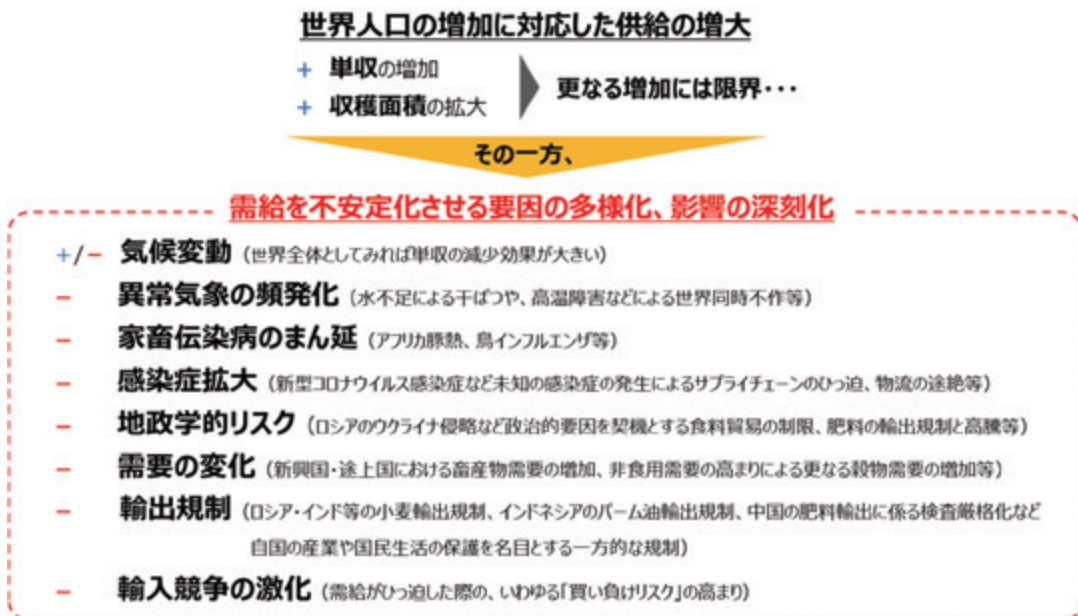 世界人口の増加に対応した供給の増大
+ 単収の増加
+ 収穫面積の拡大
更なる増加には限界・・・
その一方、
需給を不安定化させる要因の多様化、影響の深刻化
+/− 気候変動（世界全体としてみれば単収の減少効果が大きい）
− 異常気象の頻発化（水不足による干ばつや、高温障害などによる世界同時不作等）
− 家畜伝染病のまん延（アフリカ豚熱、鳥インフルエンザ等）
− 感染症拡大（新型コロナウイルス感染症など未知の感染症の発生によるサプライチェーンのひっ迫、物流の途絶等）
− 地政学的リスク（ロシアのウクライナ侵略など政治的要因を契機とする食料貿易の制限、肥料の輸出規制と高騰等）
− 需要の変化（新興国・途上国における畜産物需要の増加、非食用需要の高まりによる更なる穀物需要の増加等）
− 輸出規制（ロシア・インド等の小麦輸出規制、インドネシアのパーム油輸出規制、中国の肥料輸出に係る検査厳格化など
自国の産業や国民生活の保護を名目とする一方的な規制）
− 輸入競争の激化（需給がひっ迫した際の、いわゆる「買い負けリスク」の高まり）